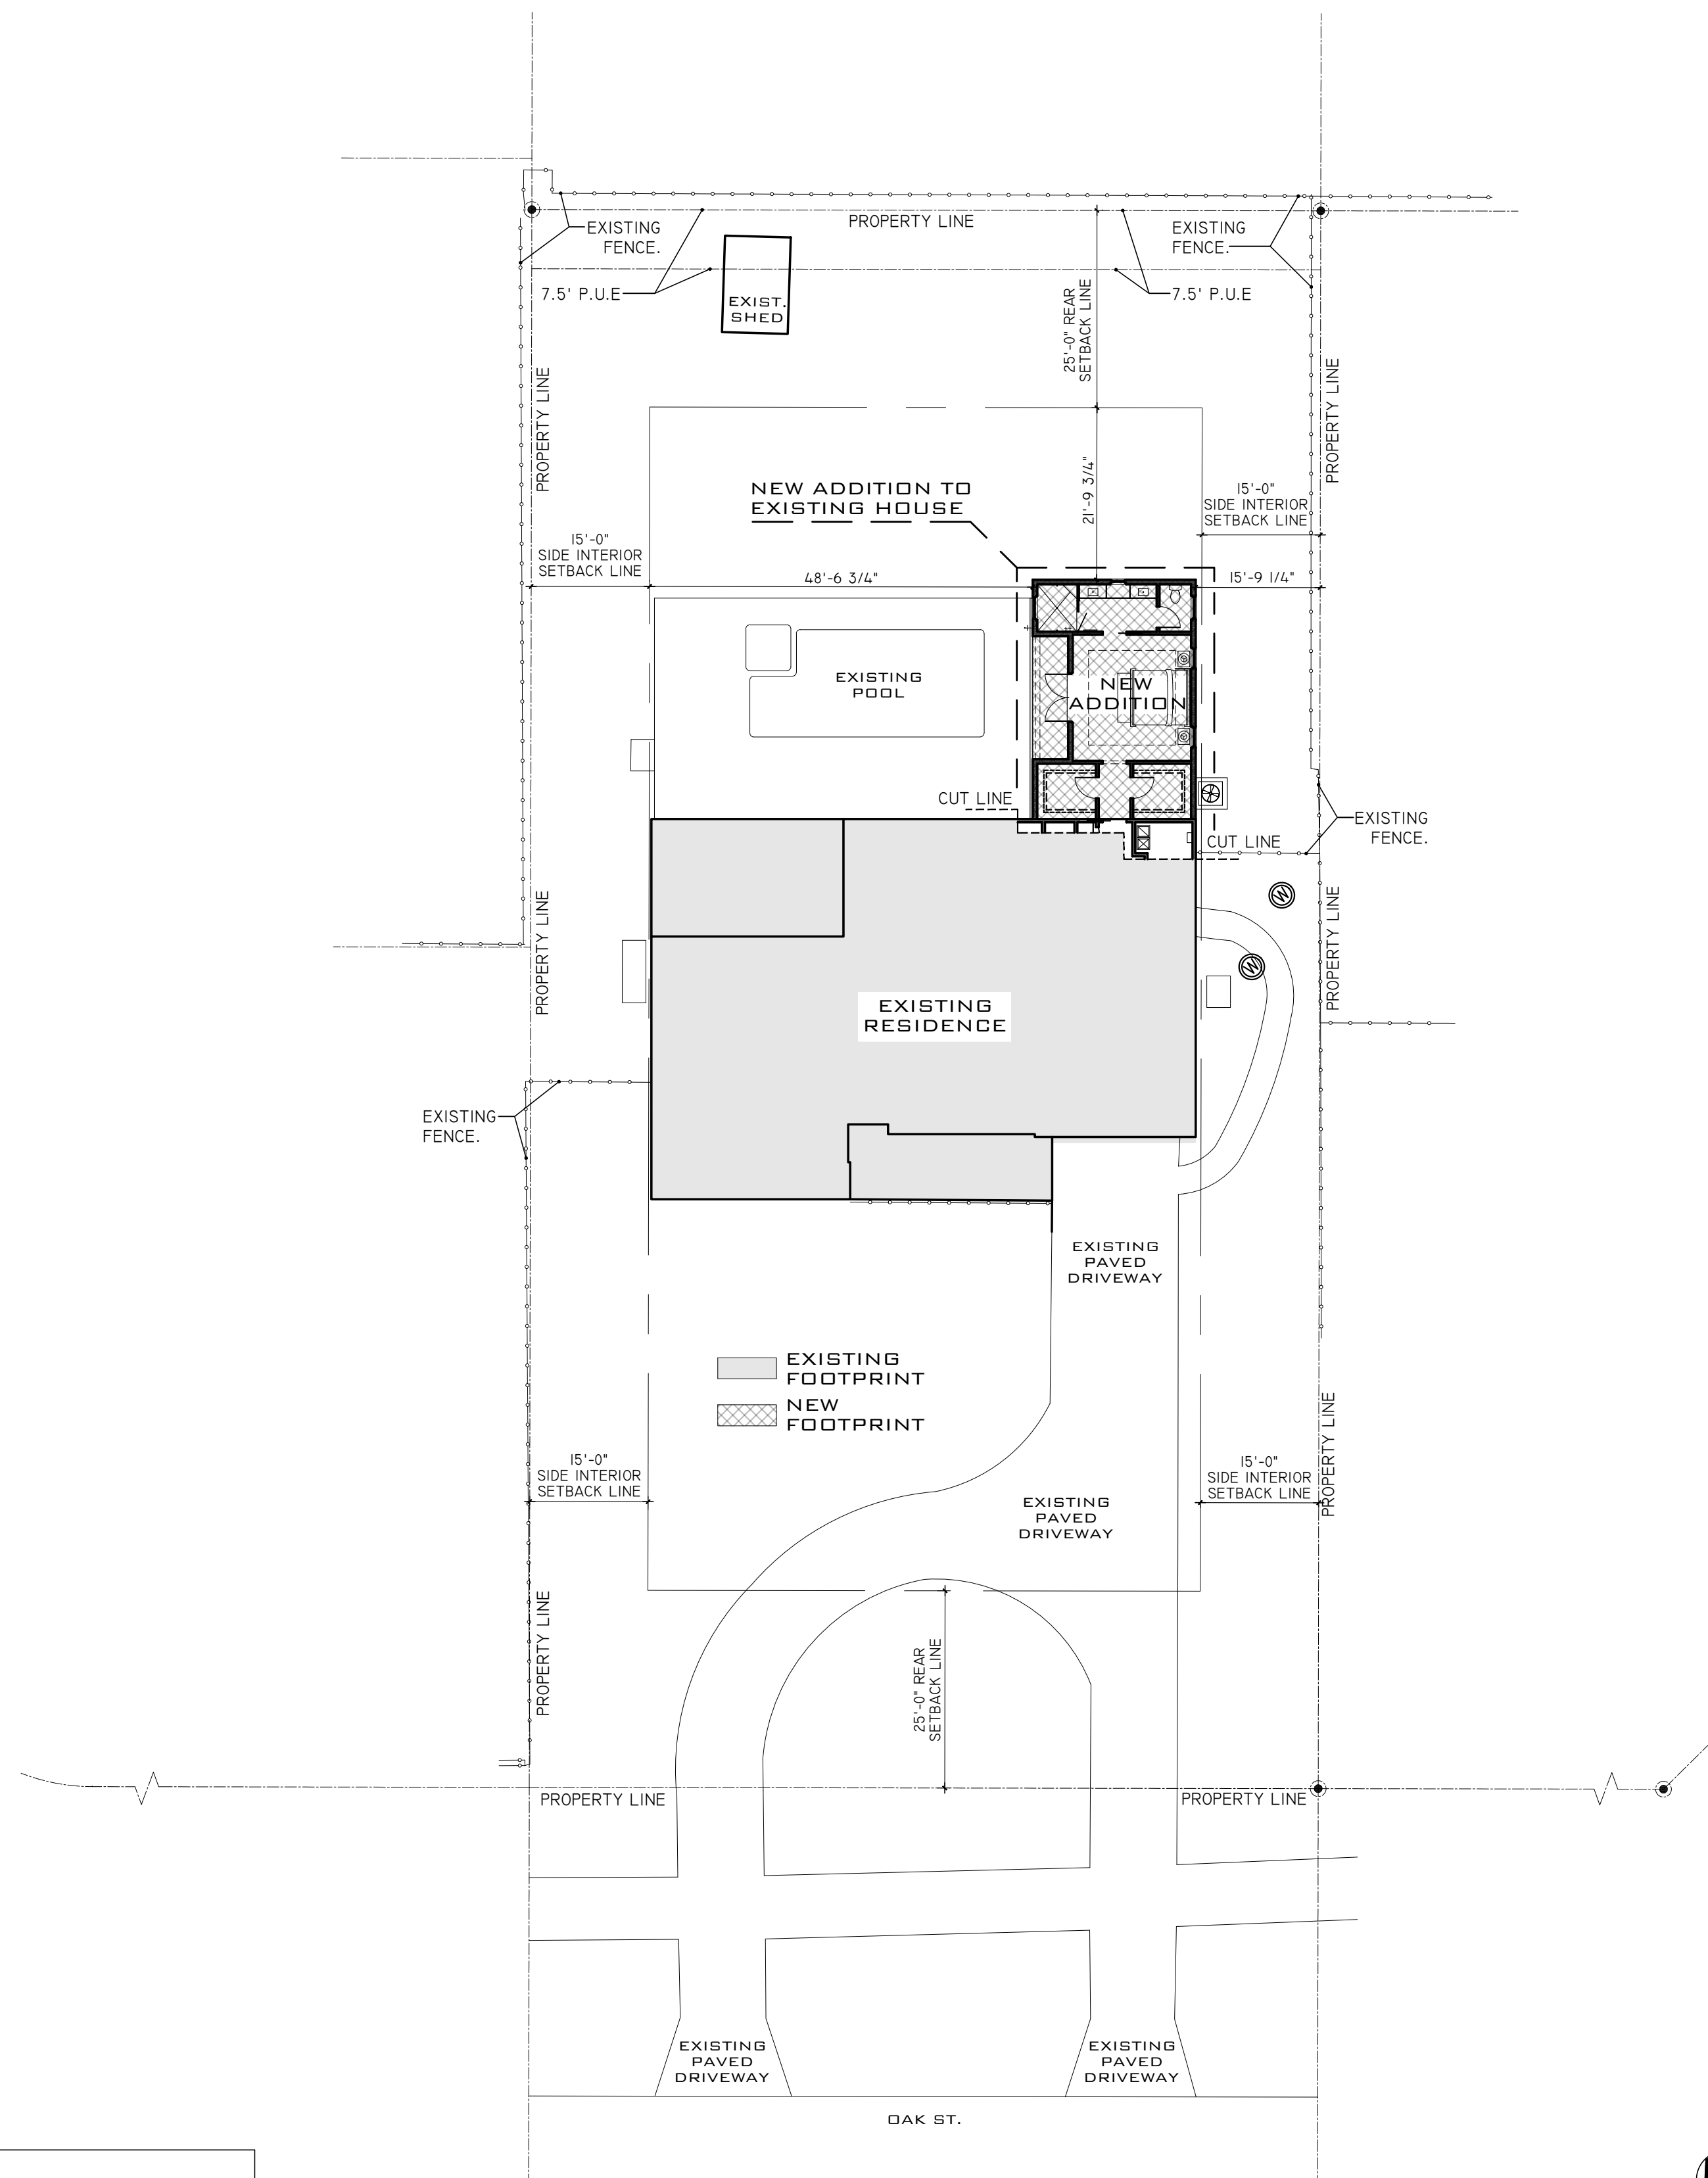 PROPERTY LINE
EXISTING
FENCE.
EXISTING
FENCE.
7.5' P.U.E
7.5' P.U.E
EXIST.
SHED
25'-0" REAR
SETBACK LINE
PROPERTY LINE
PROPERTY LINE
NEW ADDITION TO
EXISTING HOUSE
21'-9 3/4"
15'-0"
SIDE INTERIOR
SETBACK LINE
15'-0"
SIDE INTERIOR
SETBACK LINE
48'-6 3/4"
15'-9 1/4"
EXISTING
POOL
NEW
ADDITION
CUT LINE
EXISTING
FENCE.
CUT LINE
W
W
PROPERTY LINE
PROPERTY LINE
EXISTING
RESIDENCE
EXISTING
FENCE.
EXISTING
PAVED
DRIVEWAY
EXISTING
FOOTPRINT
NEW
FOOTPRINT
15'-0"
SIDE INTERIOR
SETBACK LINE
15'-0"
SIDE INTERIOR
SETBACK LINE
PROPERTY LINE
EXISTING
PAVED
DRIVEWAY
PROPERTY LINE
25'-0" REAR
SETBACK LINE
PROPERTY LINE
PROPERTY LINE
EXISTING
PAVED
DRIVEWAY
EXISTING
PAVED
DRIVEWAY
OAK ST.